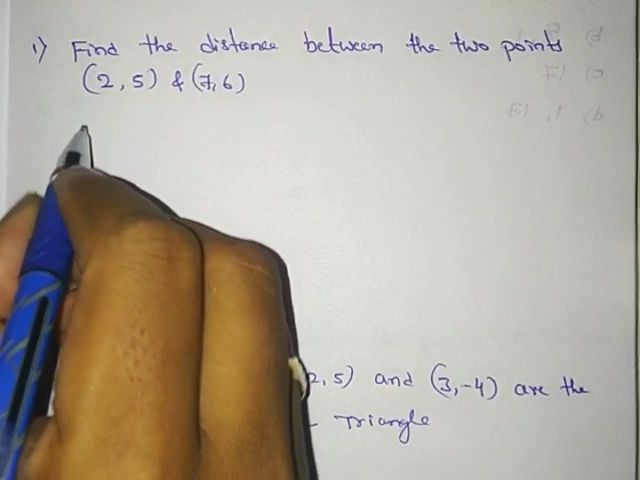 1) Find the distance between the two points
(2, 5) & (7, 6)
2, 5) and (3, -4) are the
Triangle